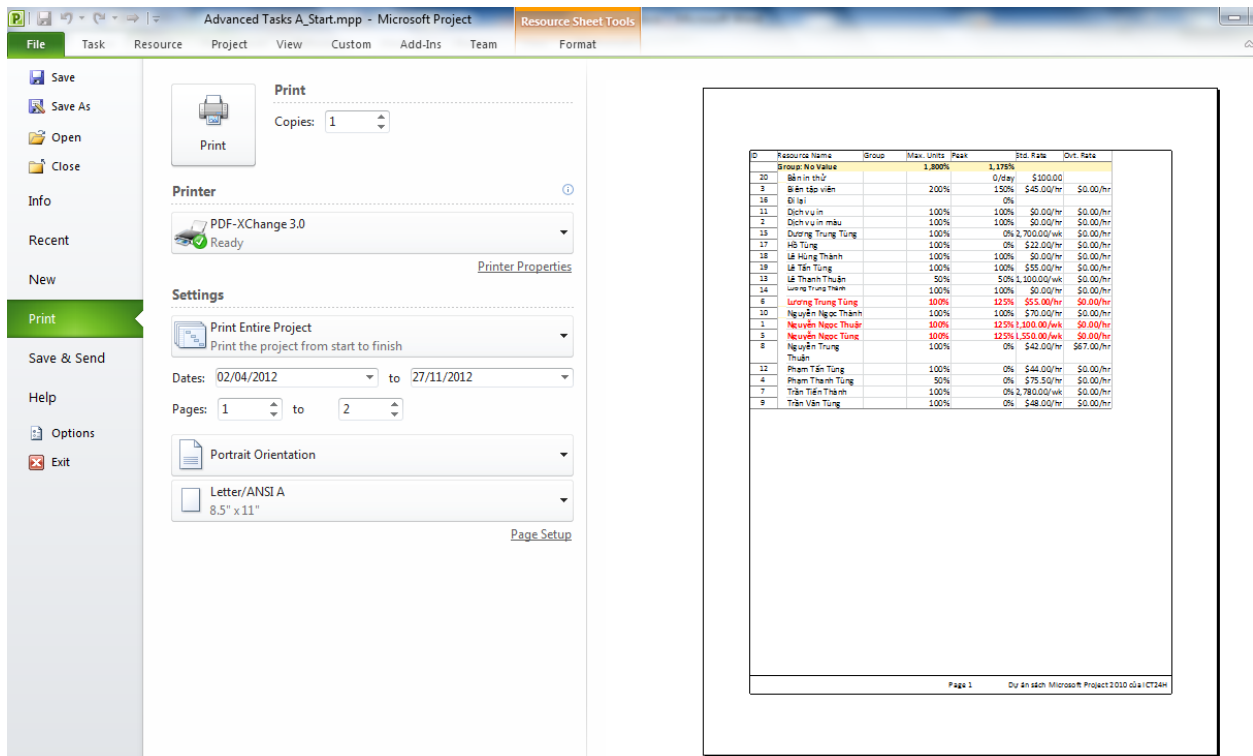 Advanced Tasks A_Start.mpp - Microsoft Project
Resource Sheet Tools
File Task Resource Project View Custom Add-Ins Team Format
Save
Save As
Open
Close
Info
Recent
New
Print
Save & Send
Help
Options
Exit
Print
Print
Copies: 1
Printer
PDF-XChange 3.0
Ready
Printer Properties
Settings
Print Entire Project
Print the project from start to finish
Dates: 02/04/2012 to 27/11/2012
Pages: 1 to 2
Portrait Orientation
Letter/ANSI A
8.5" x 11"
Page Setup
ID Resource Name Group Max. Units Peak Std. Rate Ovt. Rate
Group: No Value 1,800% 1,175%
20 Bản in thử 0/day $100.00
3 Biên tập viên 200% 150% $45.00/hr $0.00/hr
16 Đi lại 0%
11 Dịch vụ in 100% 100% $0.00/hr $0.00/hr
2 Dịch vụ in màu 100% 100% $0.00/hr $0.00/hr
15 Dương Trung Tùng 100% 0% 2,700.00/wk $0.00/hr
17 Hồ Tùng 100% 0% $22.00/hr $0.00/hr
18 Lê Hùng Thành 100% 100% $0.00/hr $0.00/hr
19 Lê Tấn Tùng 100% 100% $55.00/hr $0.00/hr
13 Lê Thanh Thuận 50% 50% 1,100.00/wk $0.00/hr
14 Lương Trung Thành 100% 100% $0.00/hr $0.00/hr
6 Lương Trung Tùng 100% 125% $55.00/hr $0.00/hr
10 Nguyễn Ngọc Thành 100% 0% $70.00/hr $0.00/hr
1 Nguyễn Ngọc Thuận 100% 125% ,100.00/wk $0.00/hr
5 Nguyễn Ngọc Tùng 100% 125% ,550.00/wk $0.00/hr
8 Nguyễn Trung 100% 0% $42.00/hr $67.00/hr
Thuận
12 Phạm Tấn Tùng 100% 0% $44.00/hr $0.00/hr
4 Phạm Thanh Tùng 50% 0% $75.50/hr $0.00/hr
7 Trần Tiến Thành 100% 0% 2,780.00/wk $0.00/hr
9 Trần Văn Tùng 100% 0% $48.00/hr $0.00/hr
Page 1 Dự án sách Microsoft Project 2010 của ICT24H